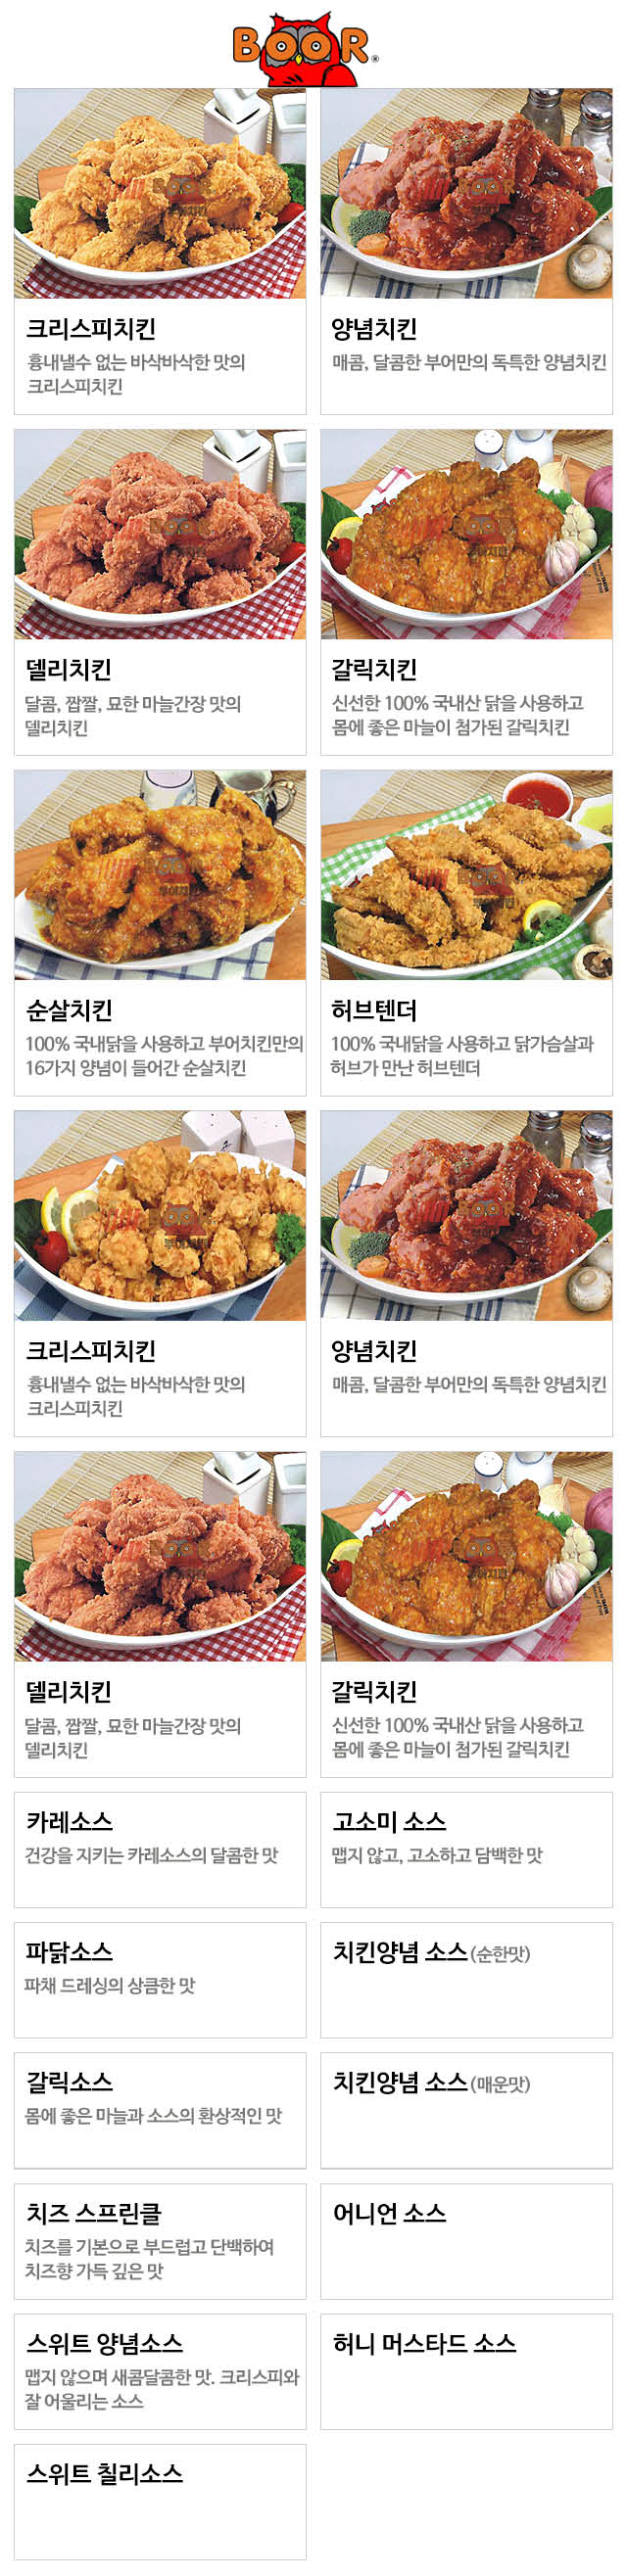 BOOR®
크리스피치킨
흉내낼수 없는 바삭바삭한 맛의
크리스피치킨
양념치킨
매콤, 달콤한 부어만의 독특한 양념치킨
델리치킨
달콤, 짭짤, 묘한 마늘간장 맛의
델리치킨
갈릭치킨
신선한 100% 국내산 닭을 사용하고
몸에 좋은 마늘이 첨가된 갈릭치킨
순살치킨
100% 국내닭을 사용하고 부어치킨만의
16가지 양념이 들어간 순살치킨
허브텐더
100% 국내닭을 사용하고 닭가슴살과
허브가 만난 허브텐더
크리스피치킨
흉내낼수 없는 바삭바삭한 맛의
크리스피치킨
양념치킨
매콤, 달콤한 부어만의 독특한 양념치킨
델리치킨
달콤, 짭짤, 묘한 마늘간장 맛의
델리치킨
갈릭치킨
신선한 100% 국내산 닭을 사용하고
몸에 좋은 마늘이 첨가된 갈릭치킨
카레소스
건강을 지키는 카레소스의 달콤한 맛
고소미 소스
맵지 않고, 고소하고 담백한 맛
파닭소스
파채 드레싱의 상큼한 맛
치킨양념 소스(순한맛)
갈릭소스
몸에 좋은 마늘과 소스의 환상적인 맛
치킨양념 소스(매운맛)
치즈 스프린클
치즈를 기본으로 부드럽고 단백하여
치즈향 가득 깊은 맛
어니언 소스
스위트 양념소스
맵지 않으며 새콤달콤한 맛. 크리스피와
잘 어울리는 소스
허니 머스타드 소스
스위트 칠리소스